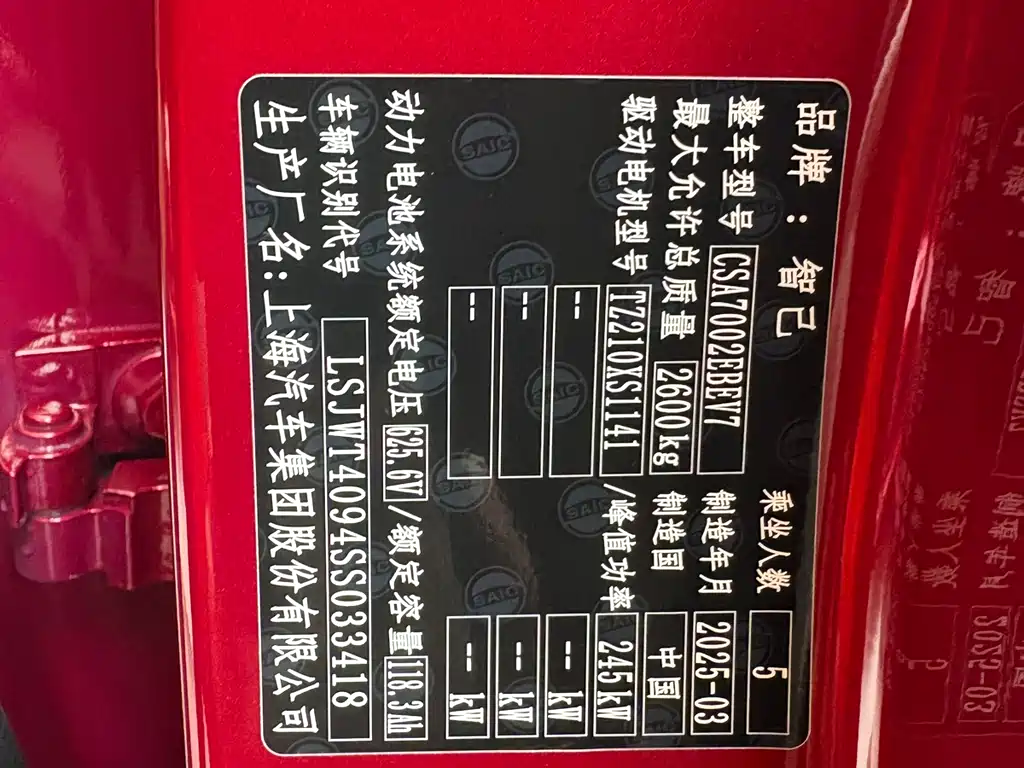 品牌：智己 乘坐人数 5
整车型号 CSA7002EBEV7 制造年月 2025-03
最大允许总质量 2600kg 制造国 中国
驱动电机型号 TZ210XS1141 /峰值功率 245kW
-- -- kW
-- -- kW
-- -- kW
动力电池系统额定电压 625.6V /额定容量 118.3Ah
车辆识别代号 LSJWT4094SS033418
生产厂名：上海汽车集团股份有限公司
SAIC